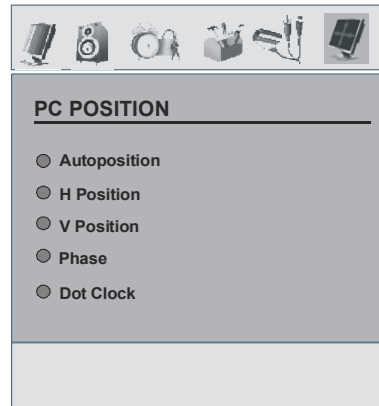 PC POSITION
Autoposition
H Position
V Position
Phase
Dot Clock